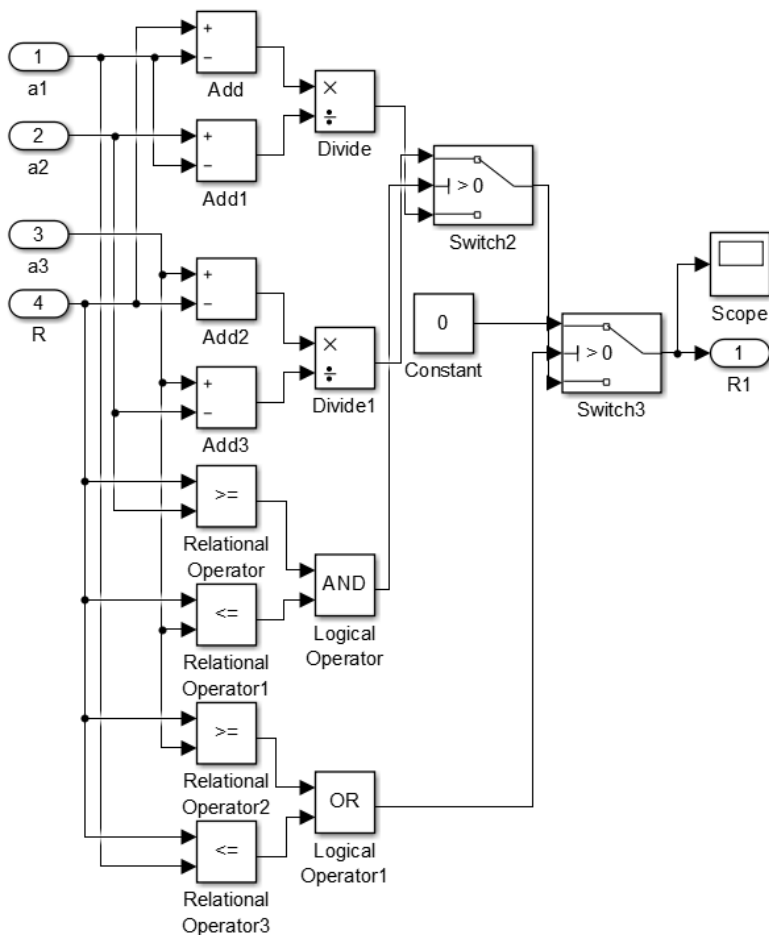 1
a1
2
a2
3
a3
4
R
+
−
Add
+
−
Add1
×
÷
Divide
+
−
Add2
+
−
Add3
×
÷
Divide1
> 0
Switch2
0
Constant
> 0
Switch3
Scope
1
R1
>=
Relational
Operator
<=
Relational
Operator1
AND
Logical
Operator
>=
Relational
Operator2
<=
Relational
Operator3
OR
Logical
Operator1